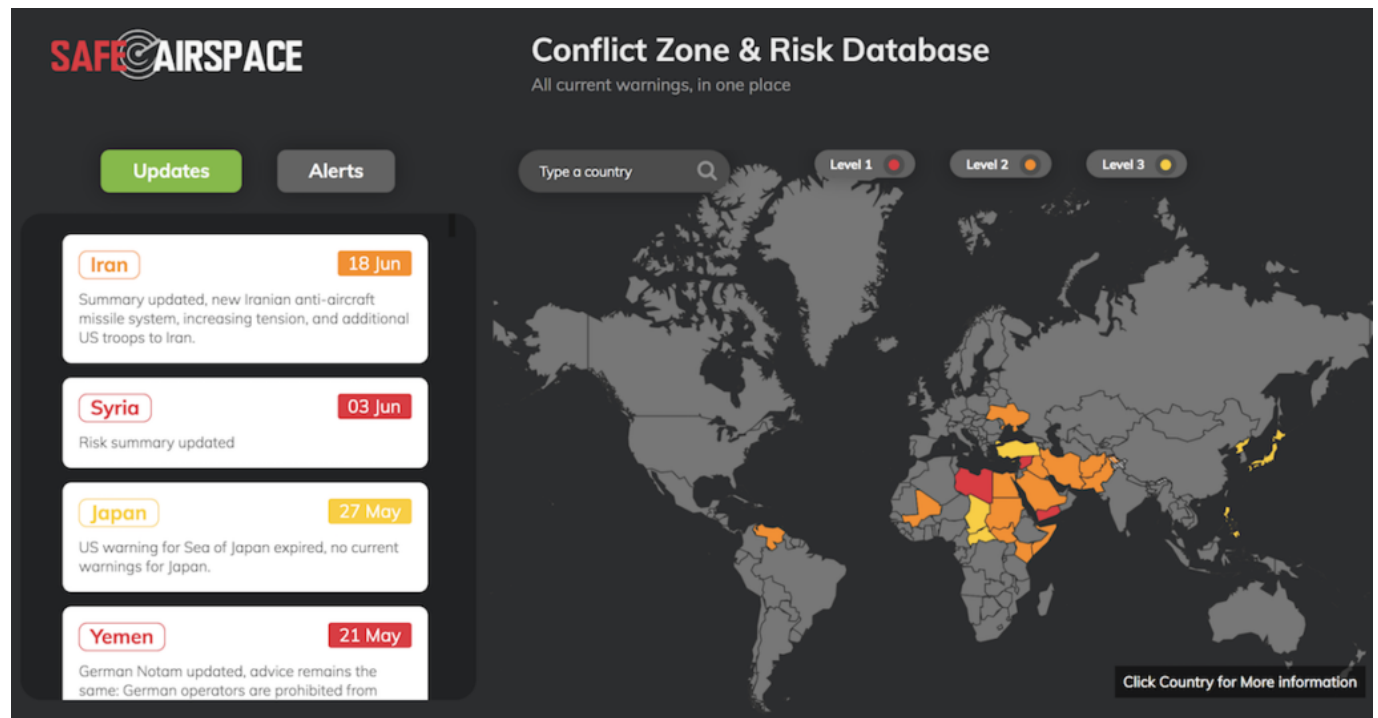 SAFE AIRSPACE
Conflict Zone & Risk Database
All current warnings, in one place
Updates
Alerts
Type a country
Level 1
Level 2
Level 3
Iran
18 Jun
Summary updated, new Iranian anti-aircraft
missile system, increasing tension, and additional
US troops to Iran.
Syria
03 Jun
Risk summary updated
Japan
27 May
US warning for Sea of Japan expired, no current
warnings for Japan.
Yemen
21 May
German Notam updated, advice remains the
same: German operators are prohibited from
Click Country for More information